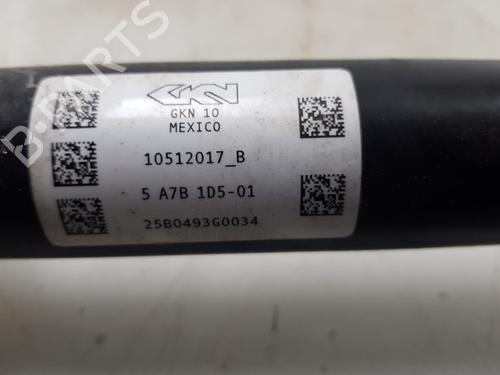 GKN
GKN 10
MEXICO
10512017_B
5 A7B 1D5-01
25B0493G0034
B-PARTS